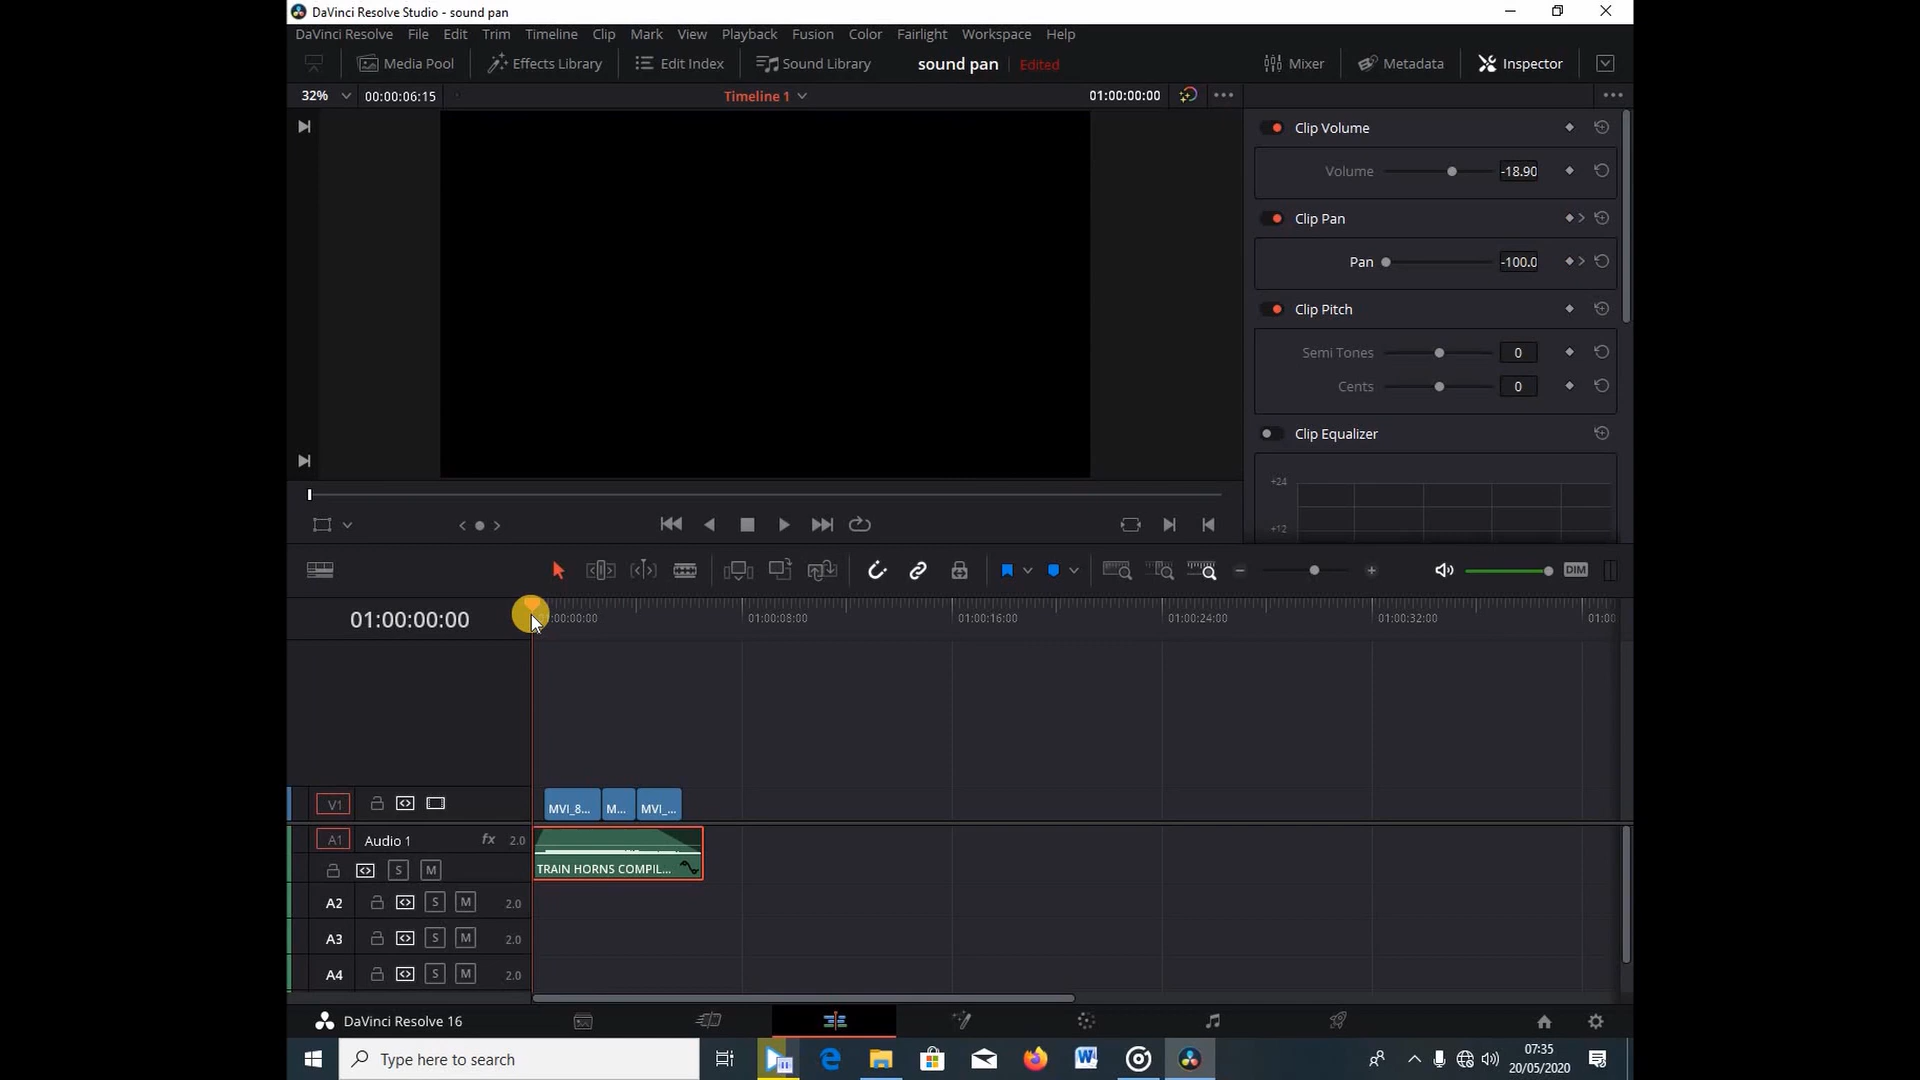 DaVinci Resolve Studio - sound pan
DaVinci Resolve File Edit Trim Timeline Clip Mark View Playback Fusion Color Fairlight Workspace Help
Media Pool Effects Library Edit Index Sound Library sound pan Edited Mixer Metadata Inspector
32% 00:00:06:15 Timeline 1 01:00:00:00
Clip Volume
Volume -18.90
Clip Pan
Pan -100.0
Clip Pitch
Semi Tones 0
Cents 0
Clip Equalizer
+24
+12
DIM
01:00:00:00 :00:00:00 01:00:08:00 01:00:16:00 01:00:24:00 01:00:32:00 01:00
V1 MVI_8... M... MVI_...
A1 Audio 1 fx 2.0
S M TRAIN HORNS COMPIL...
A2 S M 2.0
A3 S M 2.0
A4 S M 2.0
DaVinci Resolve 16
Type here to search
07:35
20/05/2020